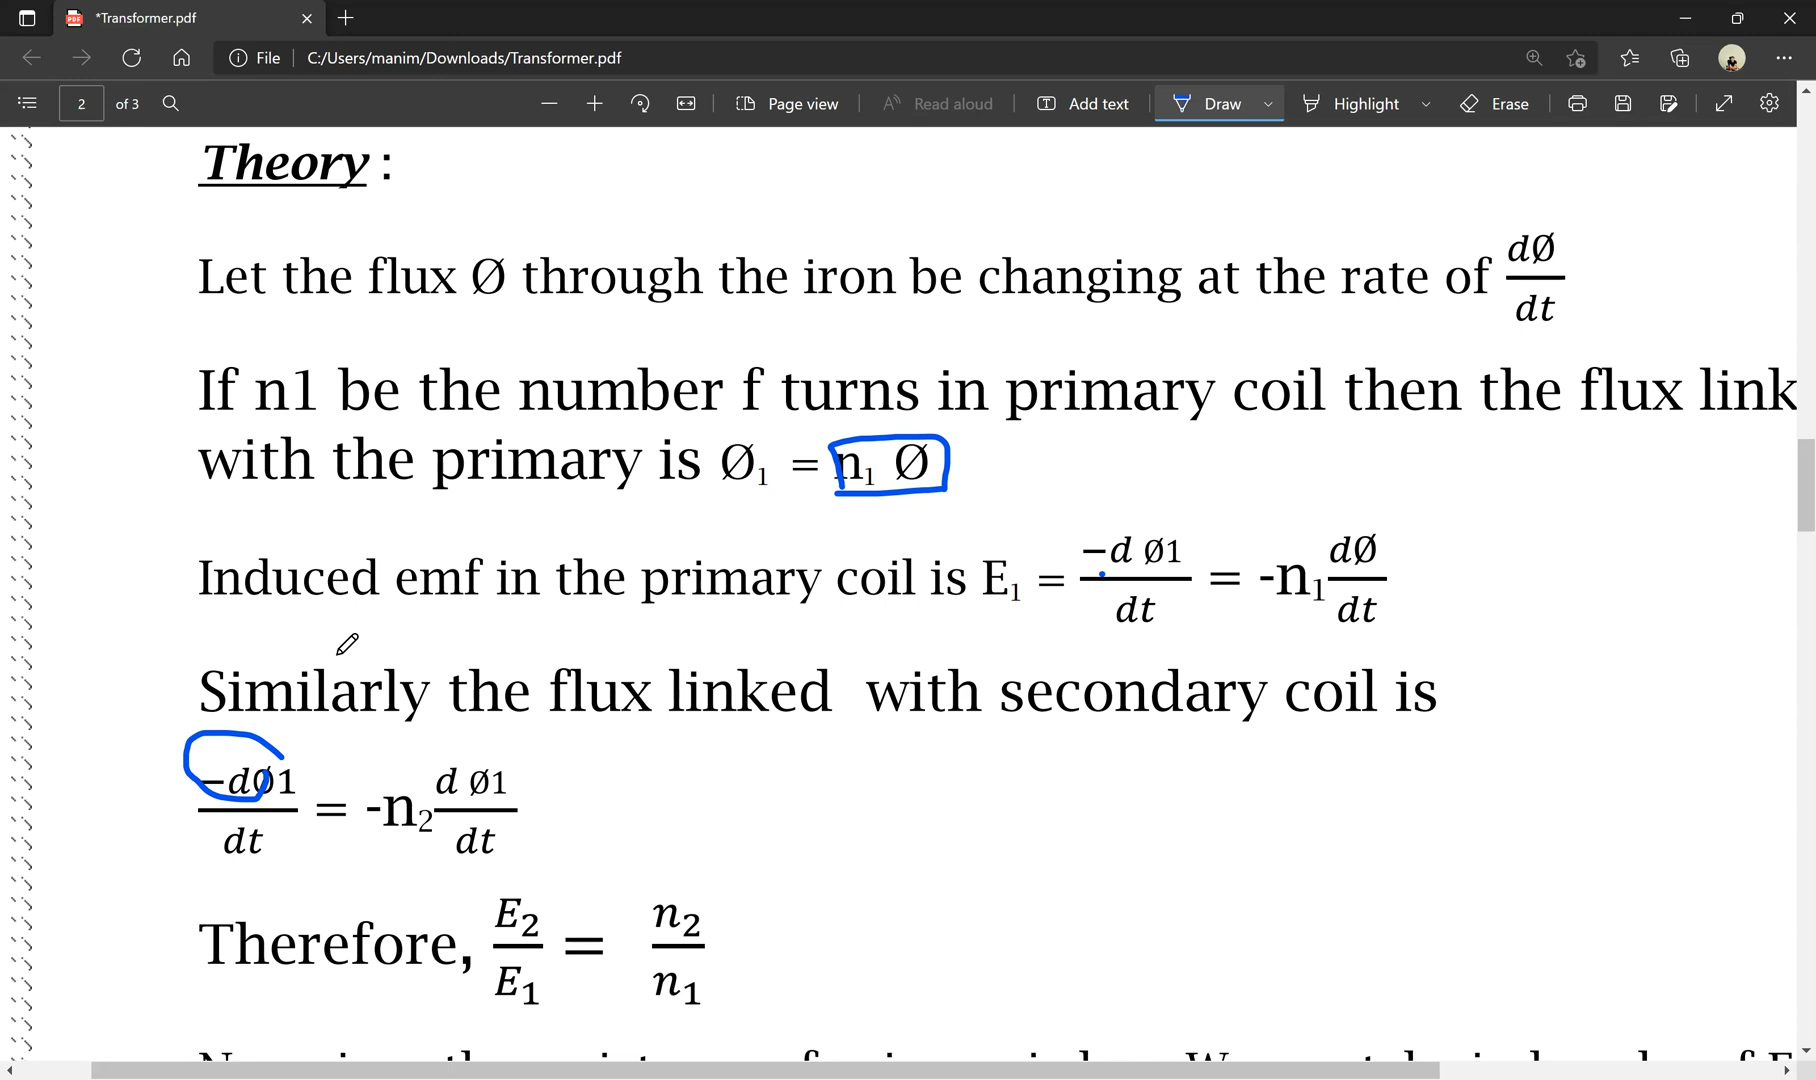 *Transformer.pdf
File C:/Users/manim/Downloads/Transformer.pdf
2 of 3 Page view Read aloud Add text Draw Highlight Erase
Theory :
Let the flux Ø through the iron be changing at the rate of dØ/dt
If n1 be the number f turns in primary coil then the flux link
with the primary is Ø₁ = n₁ Ø
Induced emf in the primary coil is E₁ = −d Ø1/dt = -n₁ dØ/dt
Similarly the flux linked with secondary coil is
−dØ1/dt = -n₂ d Ø1/dt
Therefore, E₂/E₁ = n₂/n₁